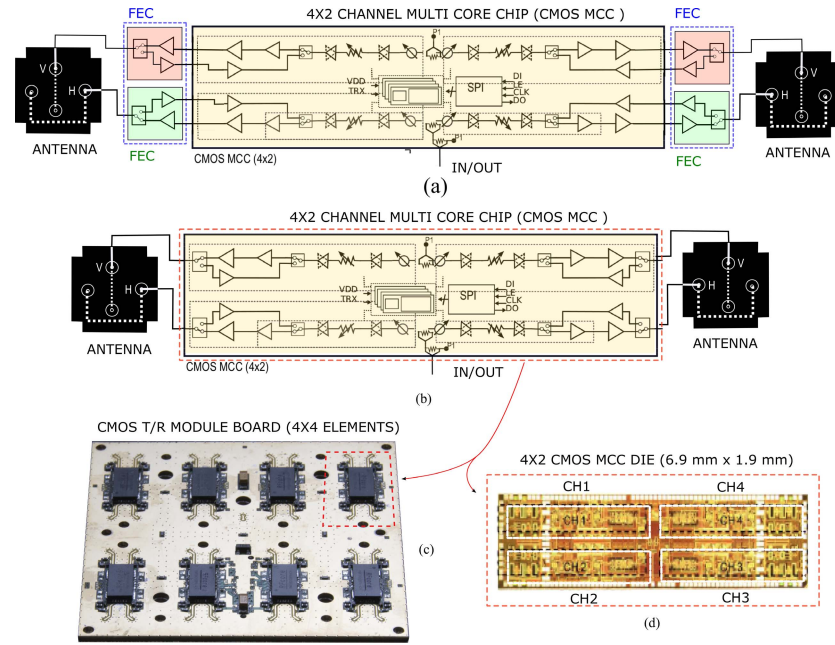 4X2 CHANNEL MULTI CORE CHIP (CMOS MCC )
FEC
FEC
P1
V
H
V
H
VDD
TRX
SPI
DI
LE
CLK
DO
P1
ANTENNA
FEC
CMOS MCC (4x2)
IN/OUT
FEC
ANTENNA
(a)
4X2 CHANNEL MULTI CORE CHIP (CMOS MCC )
P1
V
H
V
H
VDD
TRX
SPI
DI
LE
CLK
DO
P1
ANTENNA
CMOS MCC (4x2)
IN/OUT
ANTENNA
(b)
CMOS T/R MODULE BOARD (4X4 ELEMENTS)
(c)
4X2 CMOS MCC DIE (6.9 mm x 1.9 mm)
CH1
CH4
CH1
CH4
CH2
CH3
CH2
CH3
(d)